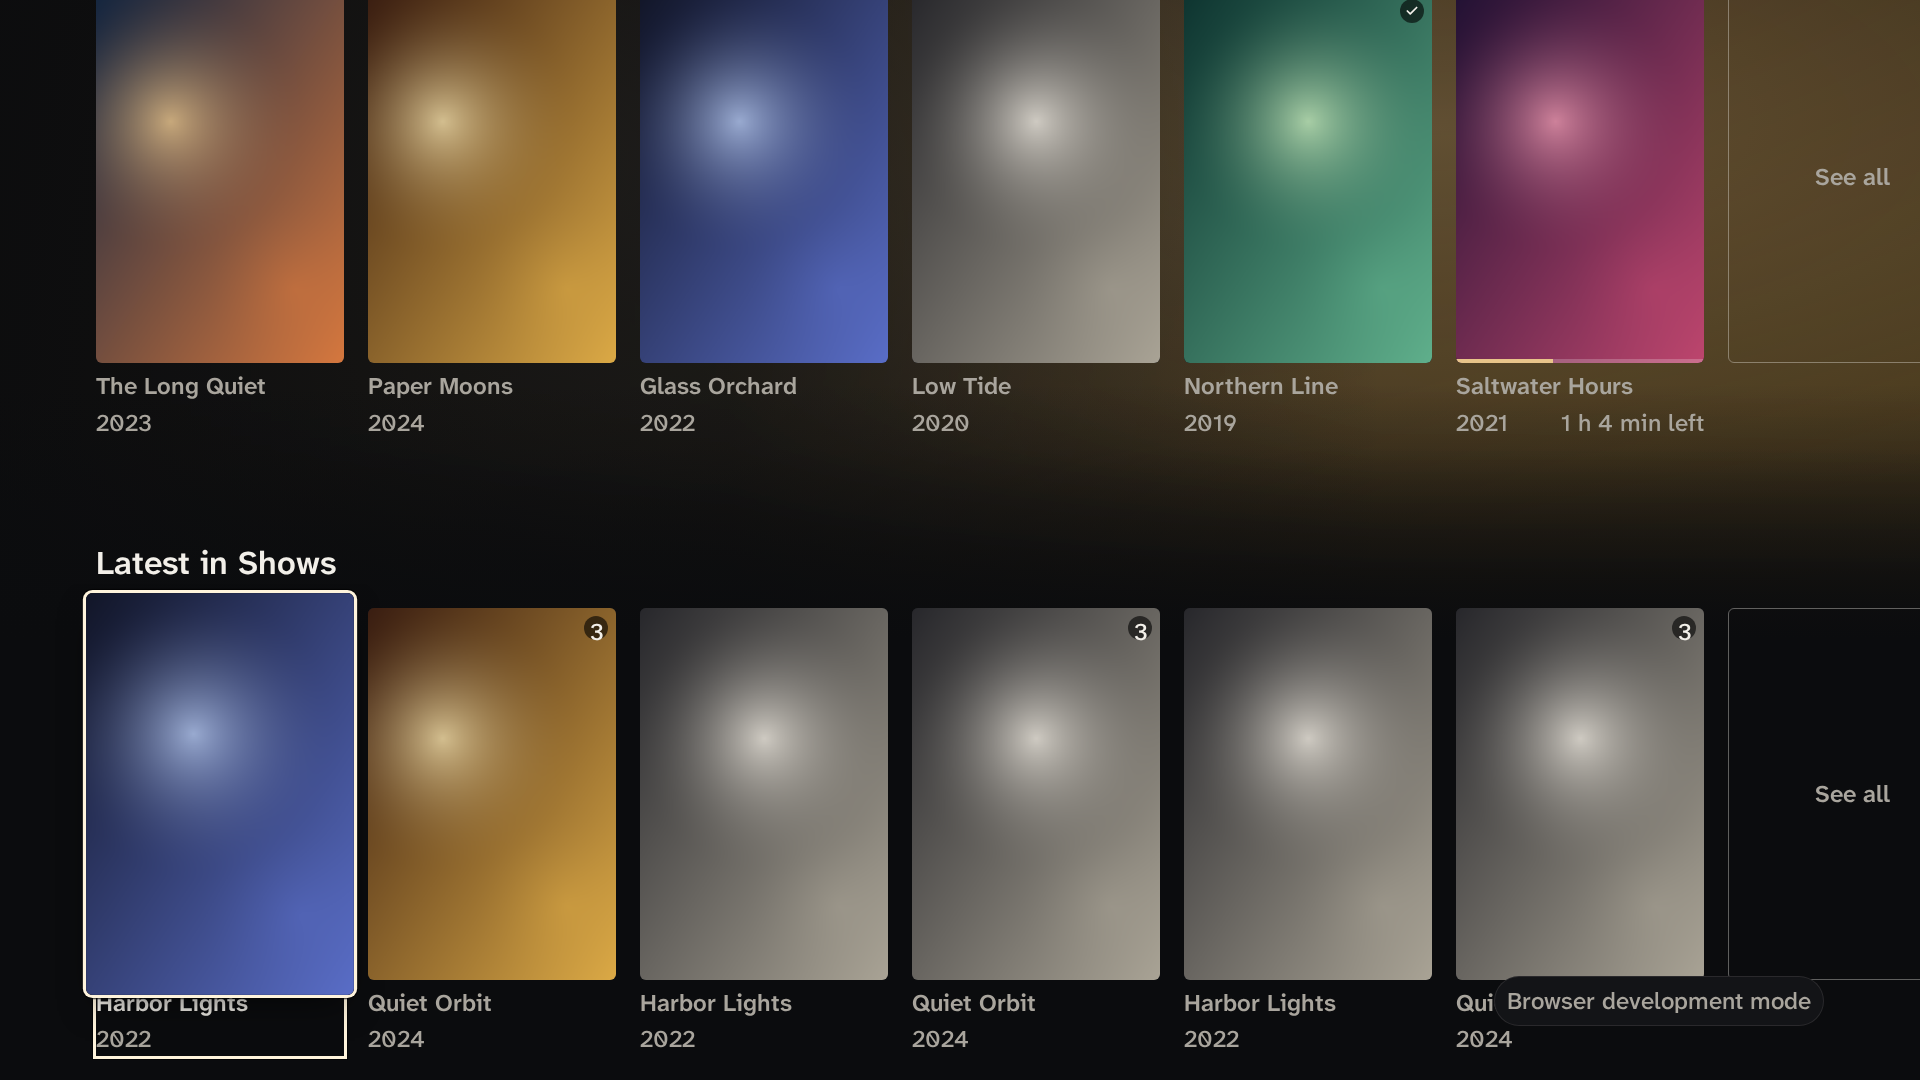 See all
The Long Quiet
2023
Paper Moons
2024
Glass Orchard
2022
Low Tide
2020
Northern Line
2019
Saltwater Hours
2021 1 h 4 min left
Latest in Shows
3
3
3
See all
Harbor Lights
2022
Quiet Orbit
2024
Harbor Lights
2022
Quiet Orbit
2024
Harbor Lights
2022
Qui
2024
Browser development mode